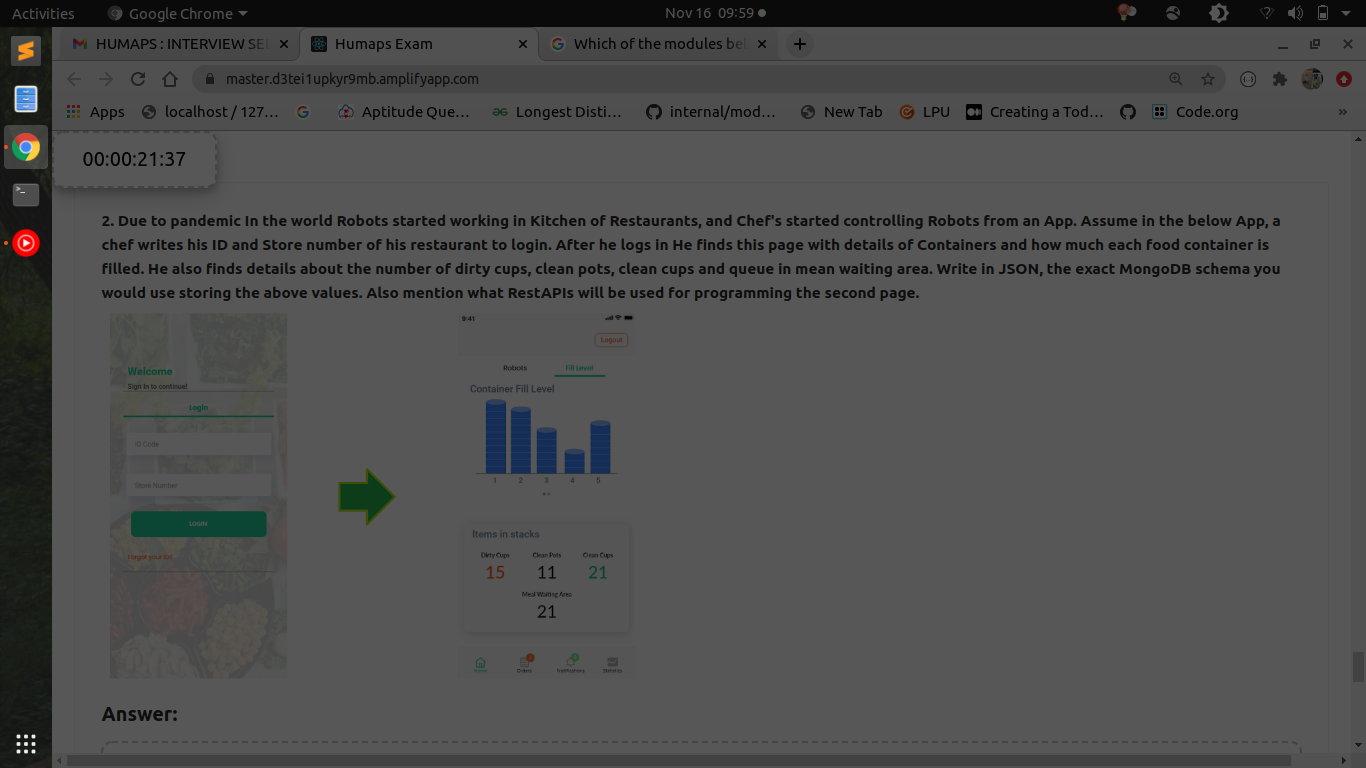 Activities
Google Chrome
Nov 16 09:59
HUMAPS : INTERVIEW SE
Humaps Exam
Which of the modules be
master.d3tei1upkyr9mb.amplifyapp.com
Apps
localhost / 127...
Aptitude Que...
Longest Disti...
internal/mod...
New Tab
LPU
Creating a Tod...
Code.org
00:00:21:37
2. Due to pandemic In the world Robots started working in Kitchen of Restaurants, and Chef's started controlling Robots from an App. Assume in the below App, a
chef writes his ID and Store number of his restaurant to login. After he logs in He finds this page with details of Containers and how much each food container is
filled. He also finds details about the number of dirty cups, clean pots, clean cups and queue in mean waiting area. Write in JSON, the exact MongoDB schema you
would use storing the above values. Also mention what RestAPIs will be used for programming the second page.
Welcome
Sign in to continue!
Login
ID Code
Store Number
LOGIN
Forgot your ID?
9:41
Logout
Robots
Fill Level
Container Fill Level
1 2 3 4 5
Items in stacks
Dirty Cups Clean Pots Clean Cups
15 11 21
Meal Waiting Area
21
Home Orders Notifications Statistics
Answer: